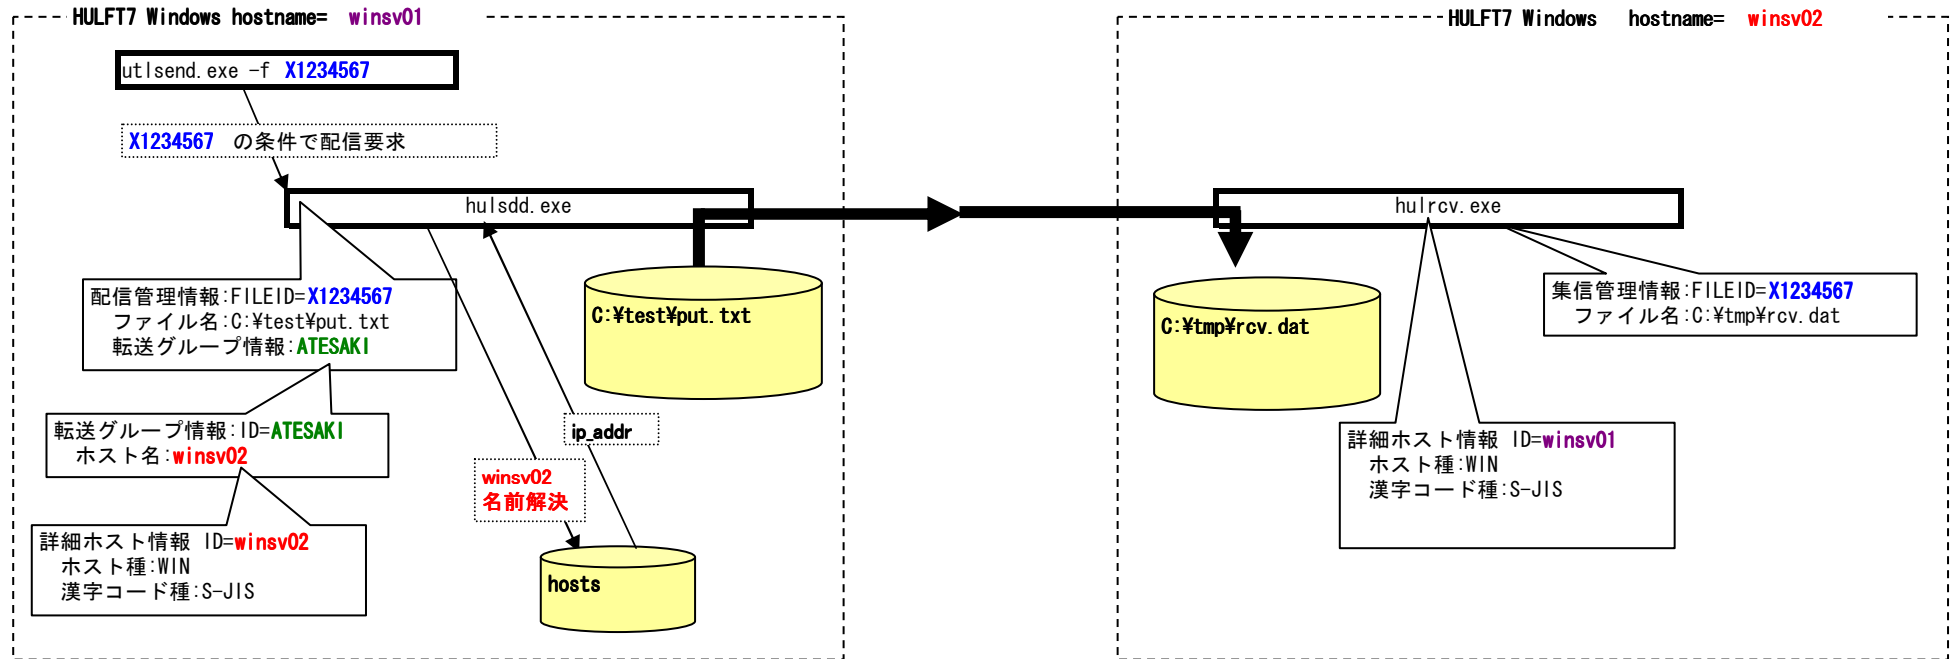 HULFT7 Windows hostname= winsv01
utlsend.exe -f X1234567
X1234567 の条件で配信要求
hulsdd.exe
配信管理情報:FILEID=X1234567
ファイル名:C:¥test¥put.txt
転送グループ情報:ATESAKI
転送グループ情報:ID=ATESAKI
ホスト名:winsv02
詳細ホスト情報 ID=winsv02
ホスト種:WIN
漢字コード種:S-JIS
C:¥test¥put.txt
ip_addr
winsv02
名前解決
hosts
HULFT7 Windows hostname= winsv02
hulrcv.exe
C:¥tmp¥rcv.dat
集信管理情報:FILEID=X1234567
ファイル名:C:¥tmp¥rcv.dat
詳細ホスト情報 ID=winsv01
ホスト種:WIN
漢字コード種:S-JIS